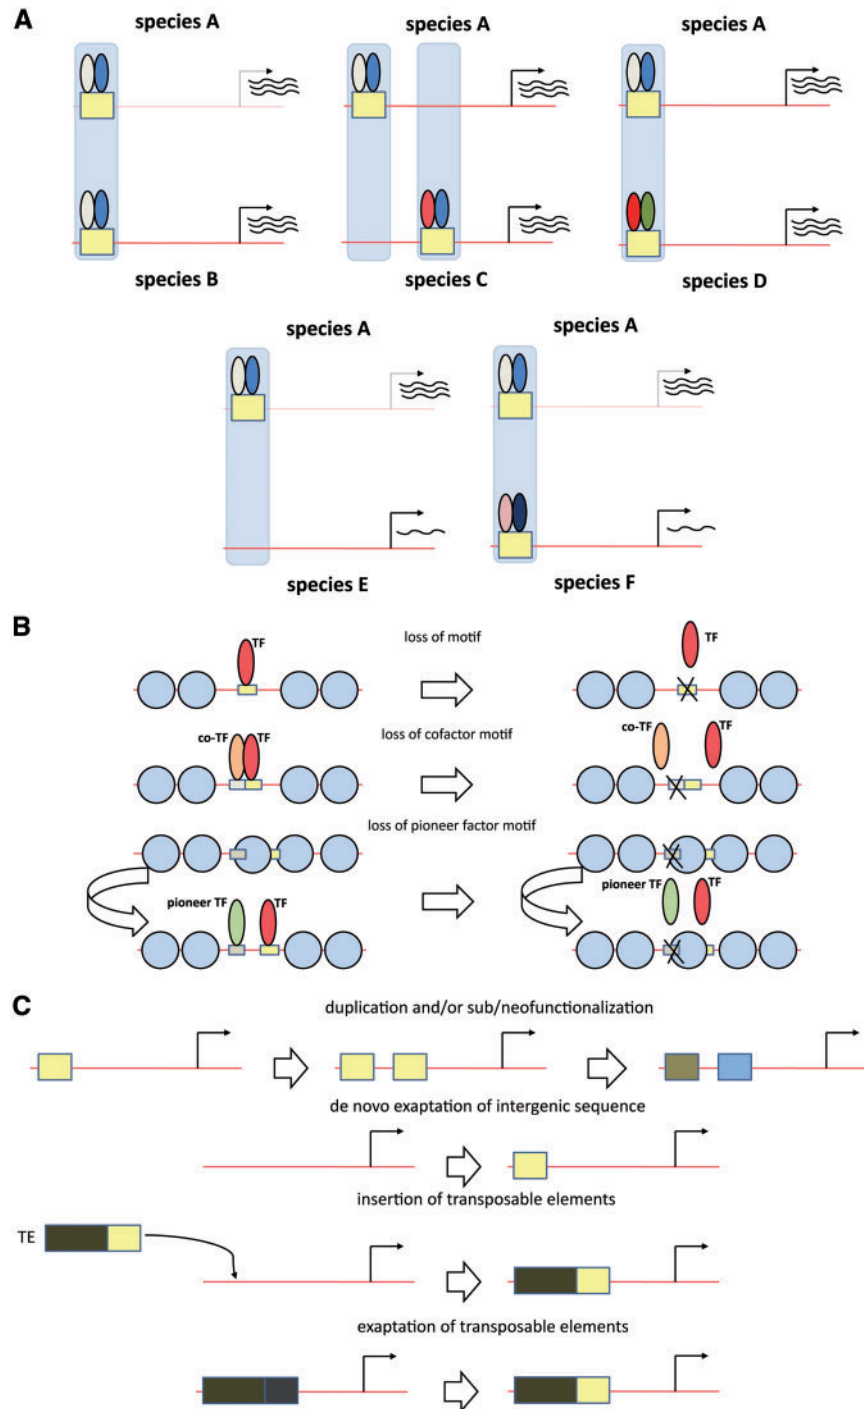 A
species A
species A
species A
species B
species C
species D
species A
species A
species E
species F
B
loss of motif
TF
TF
loss of cofactor motif
co-TF TF
co-TF TF
loss of pioneer factor motif
pioneer TF TF
pioneer TF TF
C
duplication and/or sub/neofunctionalization
de novo exaptation of intergenic sequence
insertion of transposable elements
TE
exaptation of transposable elements